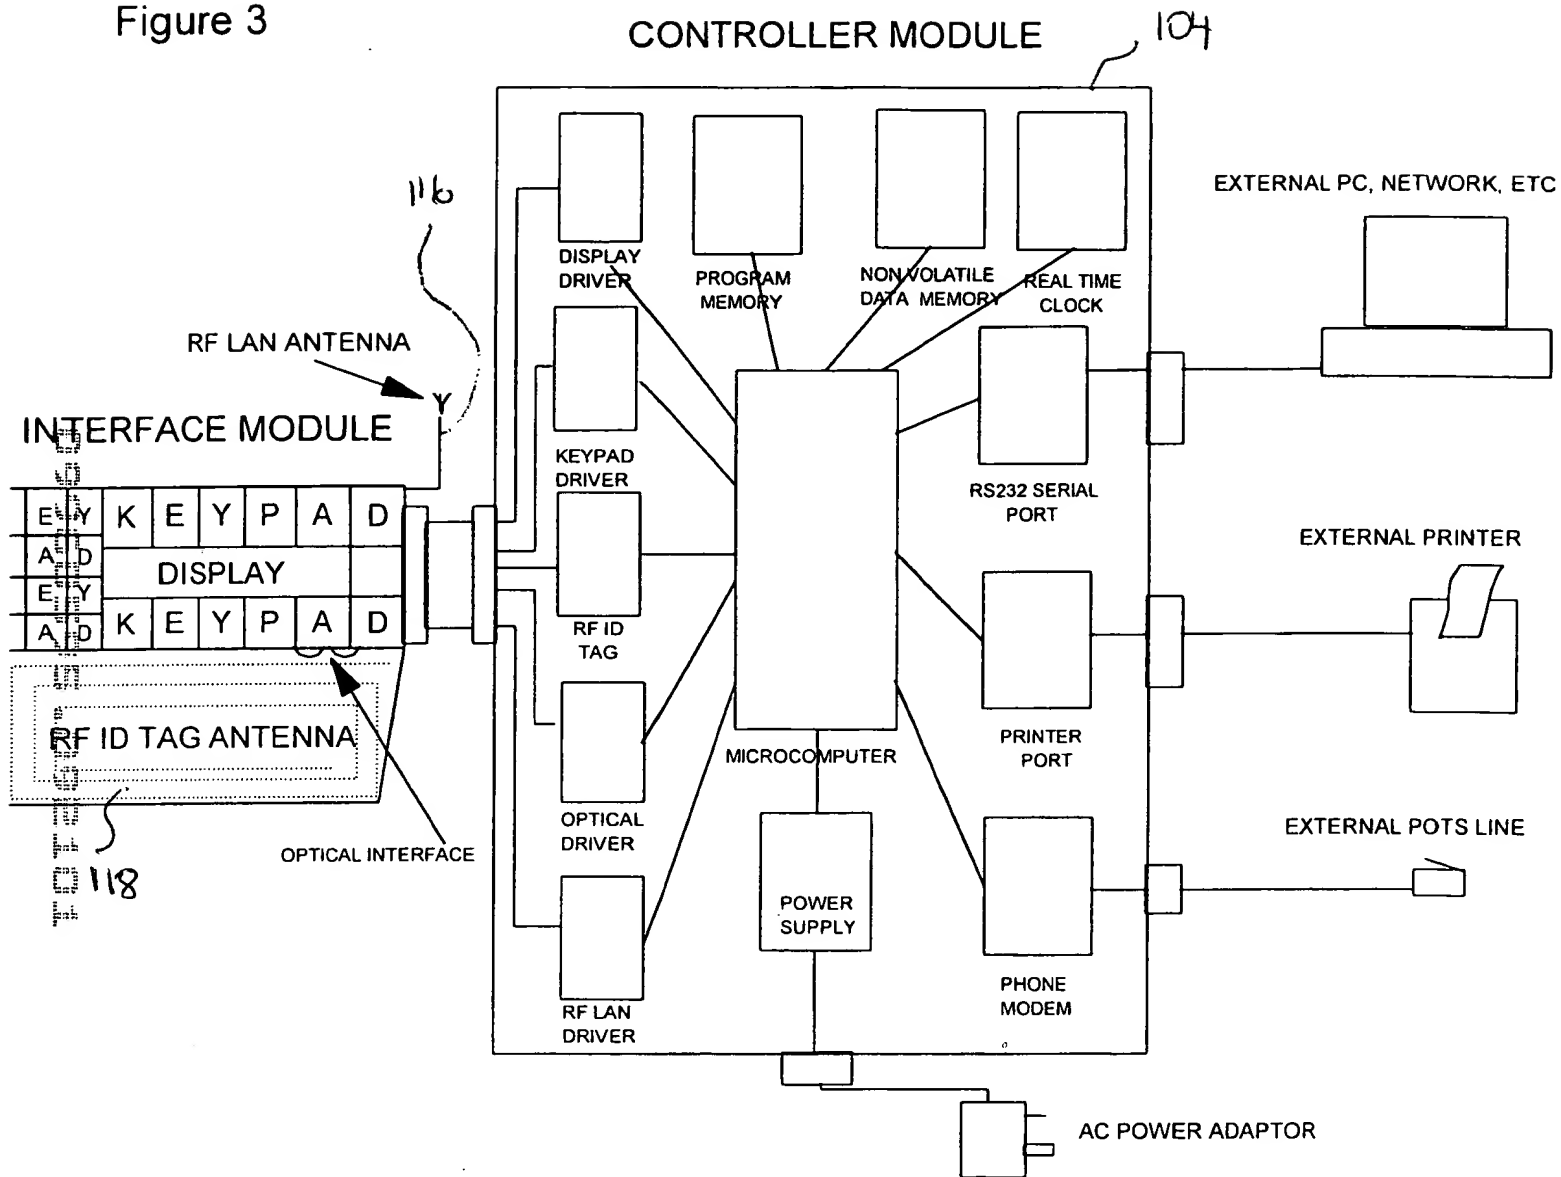 Figure 3
CONTROLLER MODULE
104
116
EXTERNAL PC, NETWORK, ETC
DISPLAY
DRIVER
PROGRAM
MEMORY
NON VOLATILE
DATA MEMORY
REAL TIME
CLOCK
RF LAN ANTENNA
Y
INTERFACE MODULE
KEYPAD
DRIVER
RS232 SERIAL
PORT
E Y K E Y P A D
A D
DISPLAY
E Y
A D K E Y P A D
EXTERNAL PRINTER
RF ID
TAG
RF ID TAG ANTENNA
MICROCOMPUTER
PRINTER
PORT
OPTICAL
DRIVER
OPTICAL INTERFACE
118
EXTERNAL POTS LINE
POWER
SUPPLY
PHONE
MODEM
RF LAN
DRIVER
AC POWER ADAPTOR